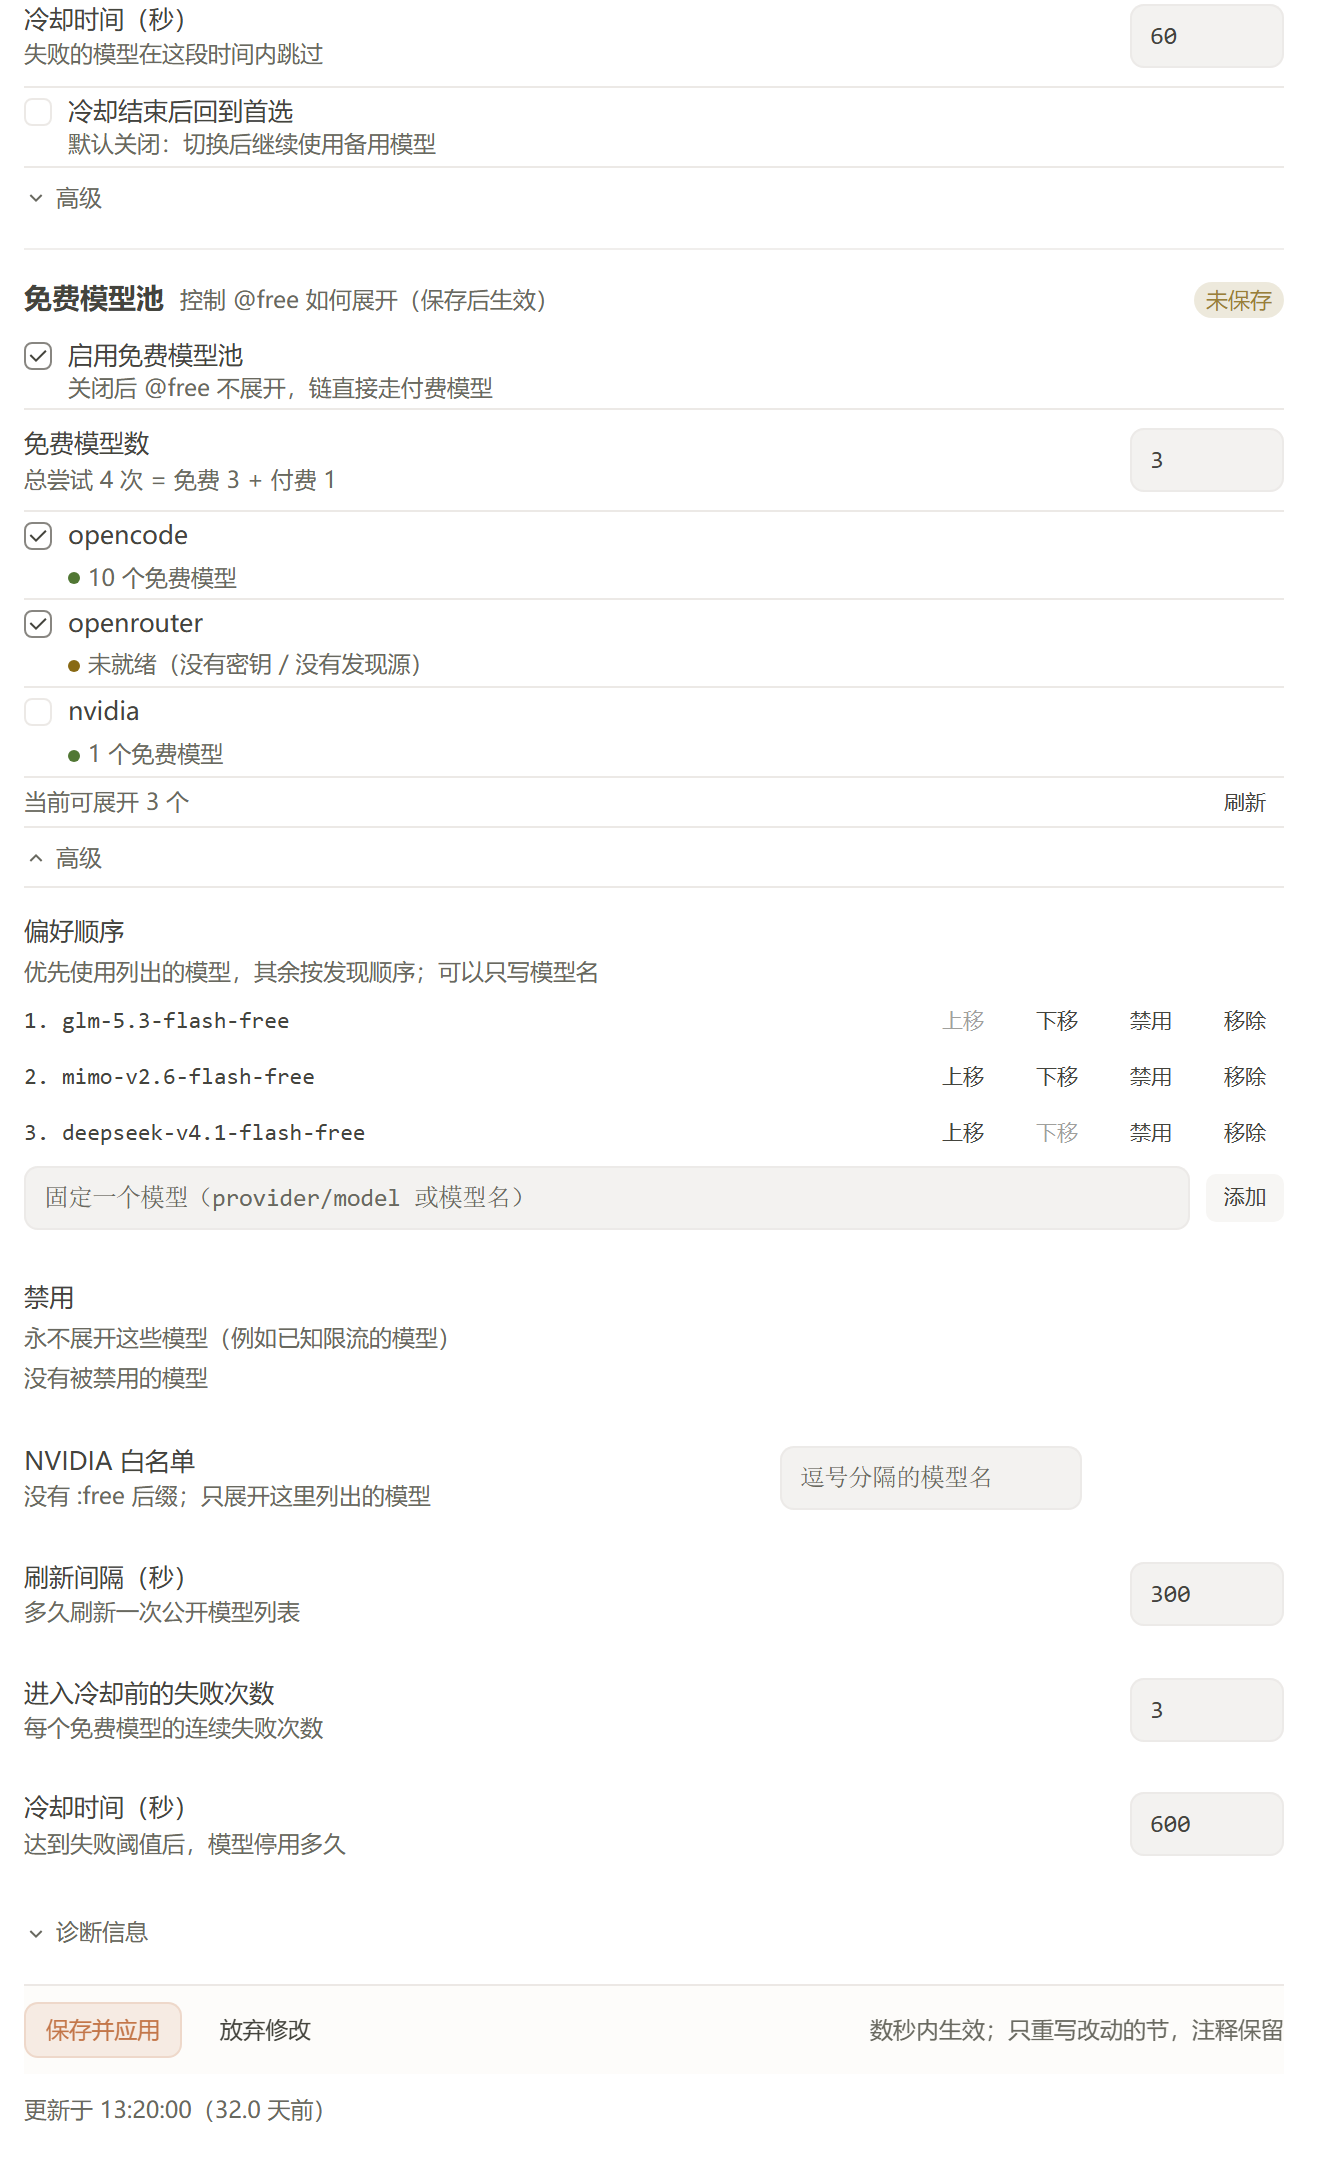 冷却时间（秒）
失败的模型在这段时间内跳过
60
冷却结束后回到首选
默认关闭：切换后继续使用备用模型
高级
免费模型池 控制 @free 如何展开（保存后生效）
未保存
启用免费模型池
关闭后 @free 不展开，链直接走付费模型
免费模型数
总尝试 4 次 = 免费 3 + 付费 1
3
opencode
10 个免费模型
openrouter
未就绪（没有密钥 / 没有发现源）
nvidia
1 个免费模型
当前可展开 3 个 刷新
高级
偏好顺序
优先使用列出的模型，其余按发现顺序；可以只写模型名
1. glm-5.3-flash-free 上移 下移 禁用 移除
2. mimo-v2.6-flash-free 上移 下移 禁用 移除
3. deepseek-v4.1-flash-free 上移 下移 禁用 移除
固定一个模型（provider/model 或模型名） 添加
禁用
永不展开这些模型（例如已知限流的模型）
没有被禁用的模型
NVIDIA 白名单
没有 :free 后缀；只展开这里列出的模型
逗号分隔的模型名
刷新间隔（秒）
多久刷新一次公开模型列表
300
进入冷却前的失败次数
每个免费模型的连续失败次数
3
冷却时间（秒）
达到失败阈值后，模型停用多久
600
诊断信息
保存并应用 放弃修改 数秒内生效；只重写改动的节，注释保留
更新于 13:20:00（32.0 天前）